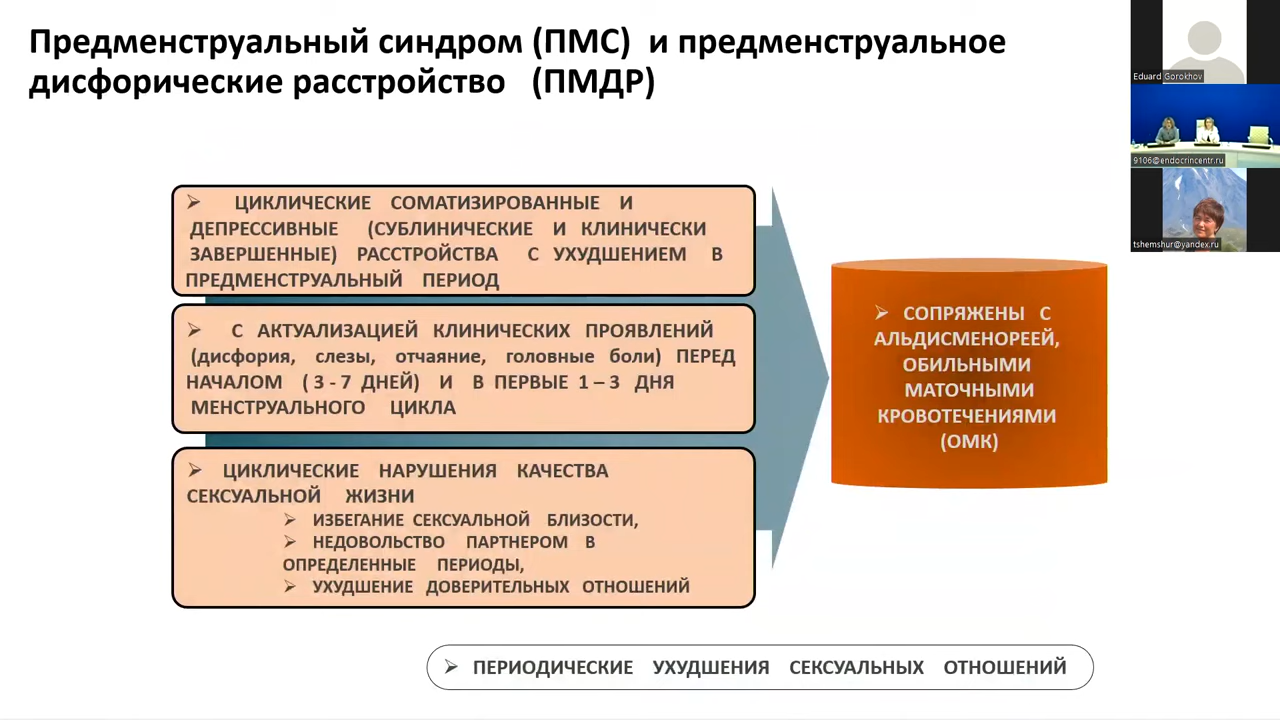 Предменструальный синдром (ПМС) и предменструальное
дисфорические расстройство (ПМДР)
➢ ЦИКЛИЧЕСКИЕ СОМАТИЗИРОВАННЫЕ И
ДЕПРЕССИВНЫЕ (СУБЛИНИЧЕСКИЕ И КЛИНИЧЕСКИ
ЗАВЕРШЕННЫЕ) РАССТРОЙСТВА С УХУДШЕНИЕМ В
ПРЕДМЕНСТРУАЛЬНЫЙ ПЕРИОД
➢ С АКТУАЛИЗАЦИЕЙ КЛИНИЧЕСКИХ ПРОЯВЛЕНИЙ
(дисфория, слезы, отчаяние, головные боли) ПЕРЕД
НАЧАЛОМ ( 3 - 7 ДНЕЙ) И В ПЕРВЫЕ 1 – 3 ДНЯ
МЕНСТРУАЛЬНОГО ЦИКЛА
➢ ЦИКЛИЧЕСКИЕ НАРУШЕНИЯ КАЧЕСТВА
СЕКСУАЛЬНОЙ ЖИЗНИ
➢ ИЗБЕГАНИЕ СЕКСУАЛЬНОЙ БЛИЗОСТИ,
➢ НЕДОВОЛЬСТВО ПАРТНЕРОМ В
ОПРЕДЕЛЕННЫЕ ПЕРИОДЫ,
➢ УХУДШЕНИЕ ДОВЕРИТЕЛЬНЫХ ОТНОШЕНИЙ
➢ СОПРЯЖЕНЫ С
АЛЬДИСМЕНОРЕЕЙ,
ОБИЛЬНЫМИ
МАТОЧНЫМИ
КРОВОТЕЧЕНИЯМИ
(ОМК)
➢ ПЕРИОДИЧЕСКИЕ УХУДШЕНИЯ СЕКСУАЛЬНЫХ ОТНОШЕНИЙ
Eduard Gorokhov
9106@endocrincentr.ru
tshemshur@yandex.ru